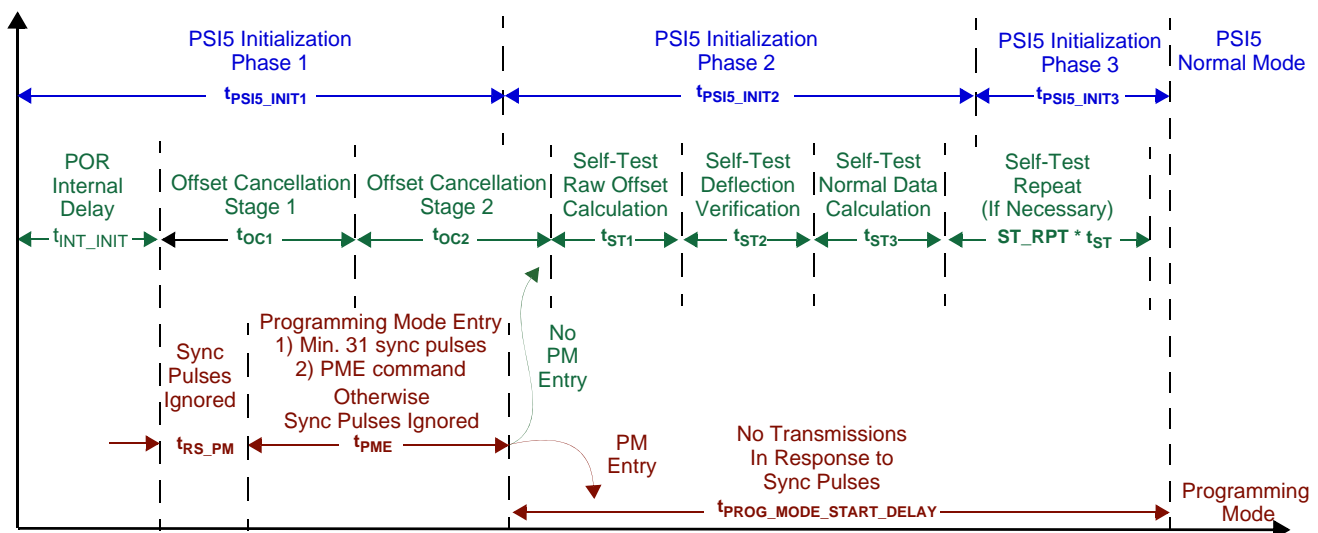 PSI5 Initialization
Phase 1
tPSI5_INIT1
PSI5 Initialization
Phase 2
tPSI5_INIT2
PSI5 Initialization
Phase 3
tPSI5_INIT3
PSI5
Normal Mode
POR
Internal
Delay
tINT_INIT
Offset Cancellation
Stage 1
tOC1
Offset Cancellation
Stage 2
tOC2
Self-Test
Raw Offset
Calculation
tST1
Self-Test
Deflection
Verification
tST2
Self-Test
Normal Data
Calculation
tST3
Self-Test
Repeat
(If Necessary)
ST_RPT * tST
Sync
Pulses
Ignored
tRS_PM
Programming Mode Entry
1) Min. 31 sync pulses
2) PME command
Otherwise
Sync Pulses Ignored
tPME
No
PM
Entry
PM
Entry
No Transmissions
In Response to
Sync Pulses
tPROG_MODE_START_DELAY
Programming
Mode